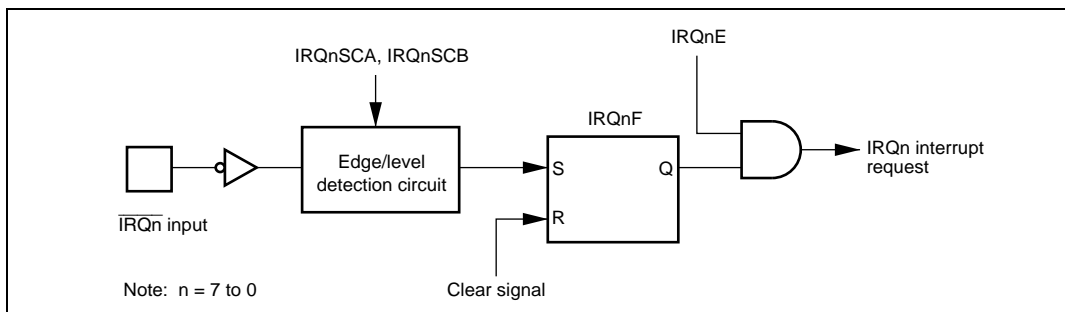 IRQnE
IRQnSCA, IRQnSCB
IRQnF
Edge/level
detection circuit
S
Q
IRQn interrupt
request
R
IRQn input
Clear signal
Note: n = 7 to 0